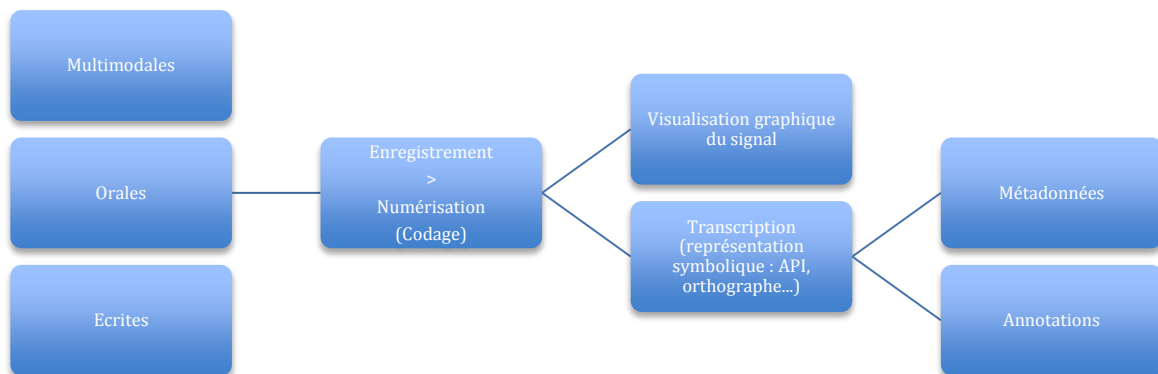 Multimodales
Orales
Ecrites
Enregistrement
>
Numérisation
(Codage)
Visualisation graphique
du signal
Transcription
(représentation
symbolique : API,
orthographe...)
Métadonnées
Annotations